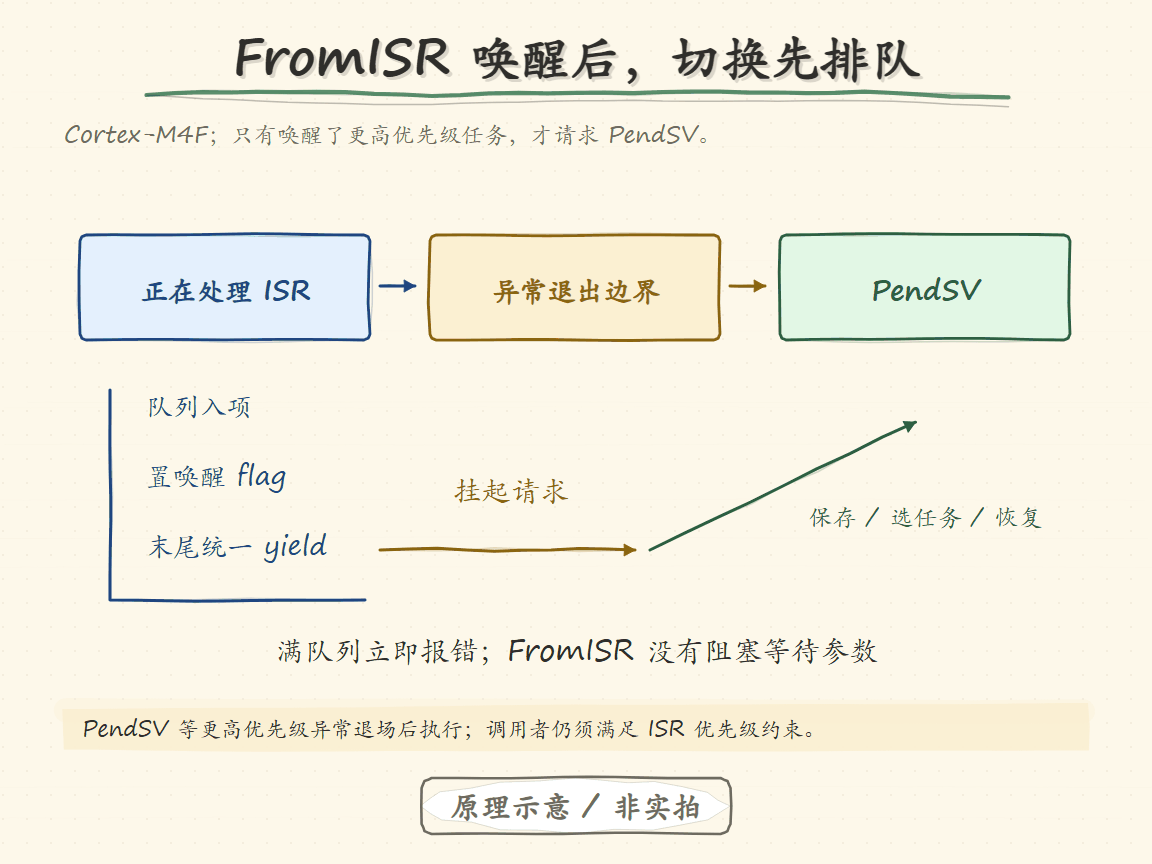 FromISR 唤醒后，切换先排队
Cortex-M4F；只有唤醒了更高优先级任务，才请求 PendSV。
正在处理 ISR
异常退出边界
PendSV
队列入项
置唤醒 flag
末尾统一 yield
挂起请求
保存 / 选任务 / 恢复
满队列立即报错；FromISR 没有阻塞等待参数
PendSV 等更高优先级异常退场后执行；调用者仍须满足 ISR 优先级约束。
原理示意 / 非实拍